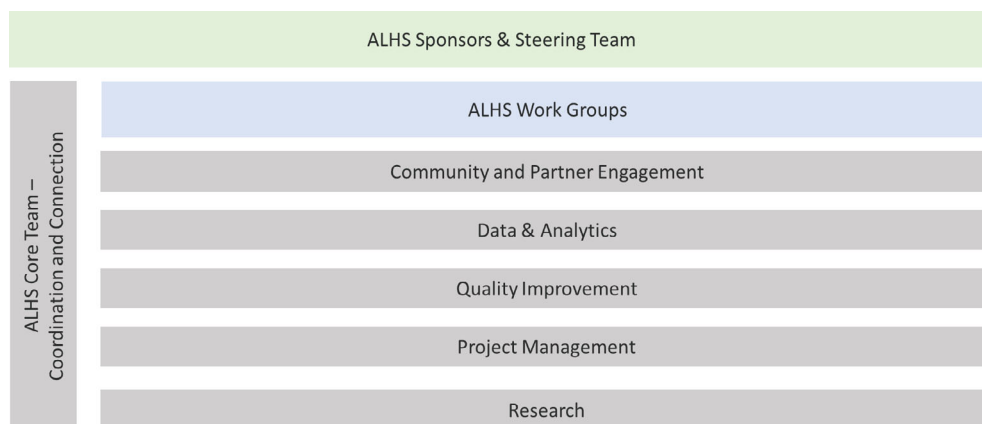 ALHS Sponsors & Steering Team
ALHS Core Team –
Coordination and Connection
ALHS Work Groups
Community and Partner Engagement
Data & Analytics
Quality Improvement
Project Management
Research